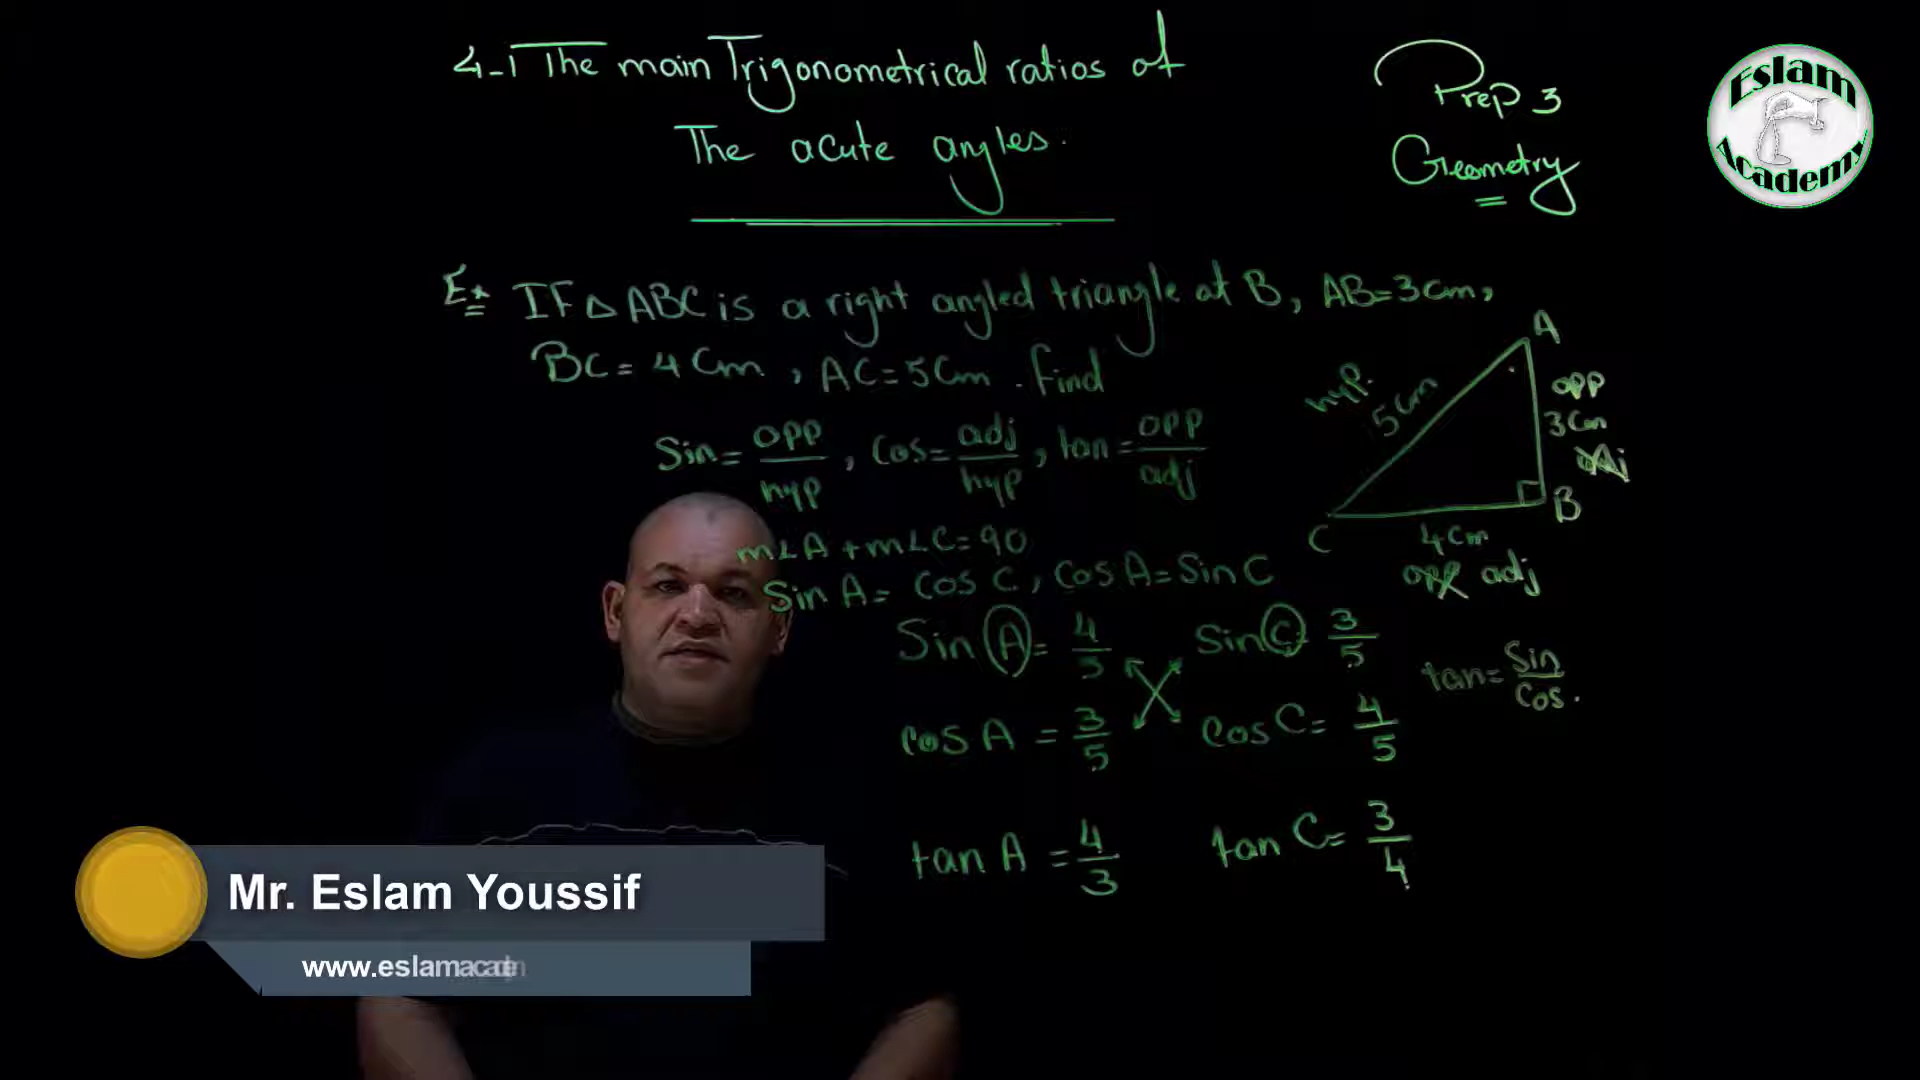 4-1 The main Trigonometrical ratios of
The acute angles.
Prep 3
Geometry
Eslam
Academy
Ex IF △ ABC is a right angled triangle at B, AB=3cm,
BC=4Cm, AC=5Cm. find
Sin=opp/hyp, Cos=adj/hyp, tan=opp/adj
m∠A+m∠C=90
Sin A= Cos C, Cos A=Sin C
Sin A=4/5 Sin C 3/5
Cos A=3/5 Cos C=4/5
tan=Sin/Cos.
tan A=4/3 tan C=3/4
A
hyp.
5cm
opp
3Cm
adj
B
C
4Cm
opp adj
Mr. Eslam Youssif